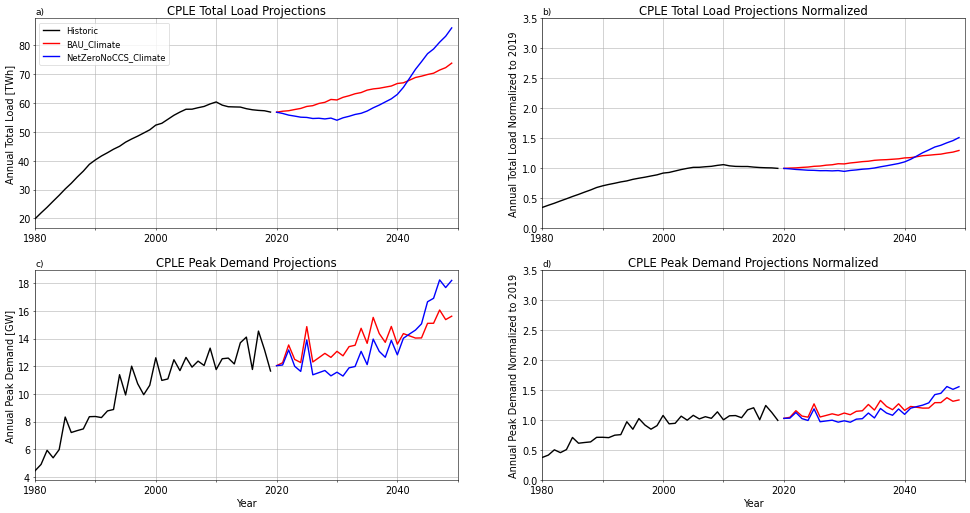 a)
CPLE Total Load Projections
Historic
BAU_Climate
NetZeroNoCCS_Climate
Annual Total Load [TWh]
80
70
60
50
40
30
20
1980
2000
2020
2040
b)
CPLE Total Load Projections Normalized
Annual Total Load Normalized to 2019
3.5
3.0
2.5
2.0
1.5
1.0
0.5
0.0
1980
2000
2020
2040
c)
CPLE Peak Demand Projections
Annual Peak Demand [GW]
18
16
14
12
10
8
6
4
1980
2000
2020
2040
Year
d)
CPLE Peak Demand Projections Normalized
Annual Peak Demand Normalized to 2019
3.5
3.0
2.5
2.0
1.5
1.0
0.5
0.0
1980
2000
2020
2040
Year